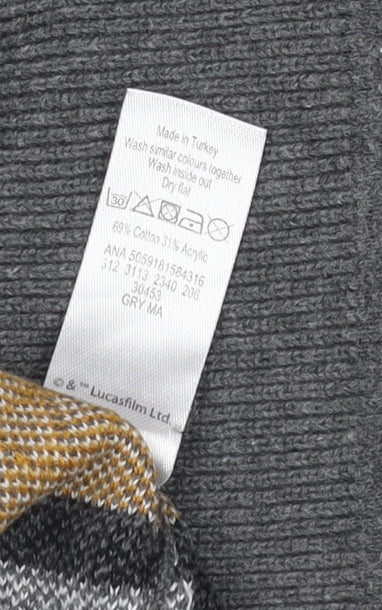 Made in Turkey
Wash similar colours together
Wash inside out
Dry flat
30
69% Cotton 31% Acrylic
ANA 5059181584316
312 3113 2340 206
30453
GRY MA
© & ™ Lucasfilm Ltd.